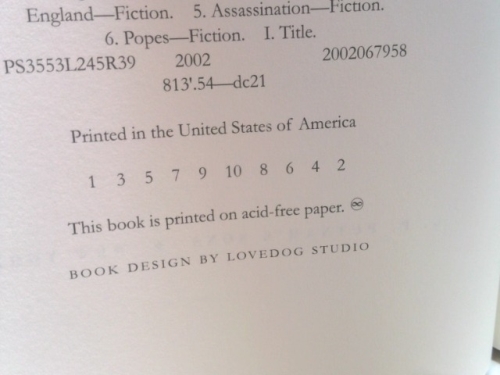 England—Fiction. 5. Assassination—Fiction.
6. Popes—Fiction. I. Title.
PS3553L245R39 2002 2002067958
813'.54—dc21
Printed in the United States of America
1 3 5 7 9 10 8 6 4 2
This book is printed on acid-free paper. ♾
BOOK DESIGN BY LOVEDOG STUDIO